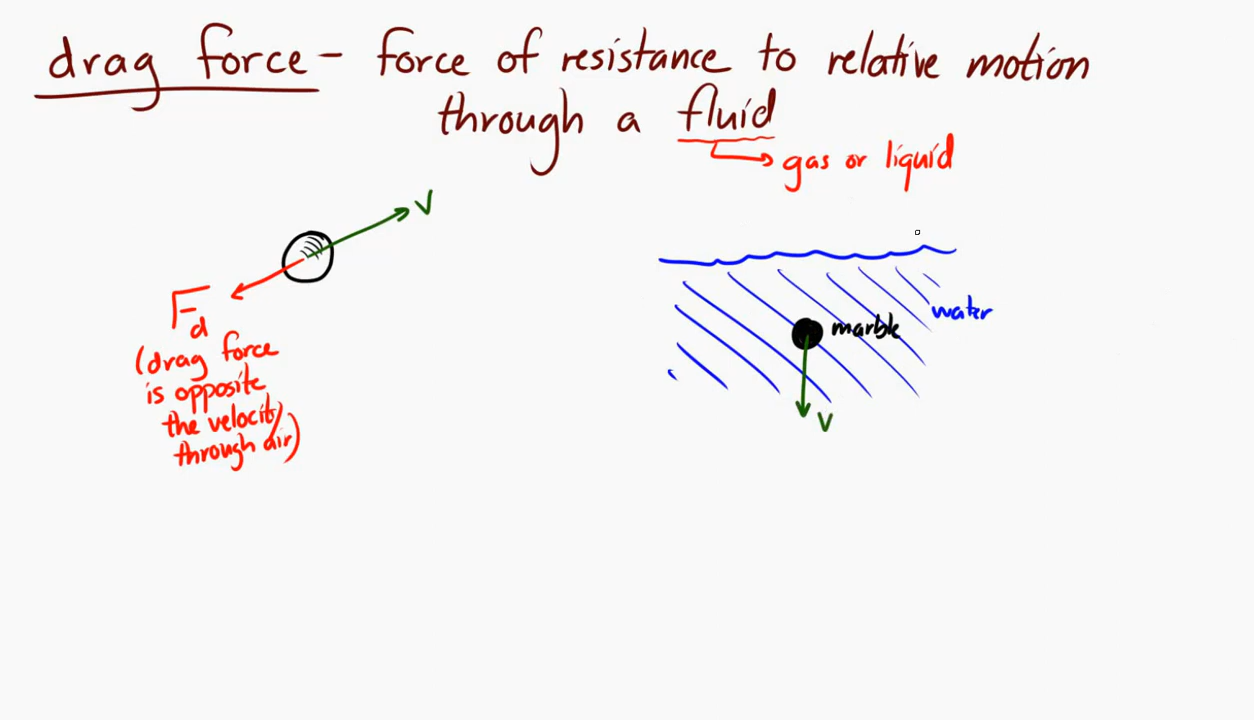 drag force - force of resistance to relative motion
through a fluid
gas or liquid
V
Fd
(drag force
is opposite
the velocity
through air)
water
marble
V